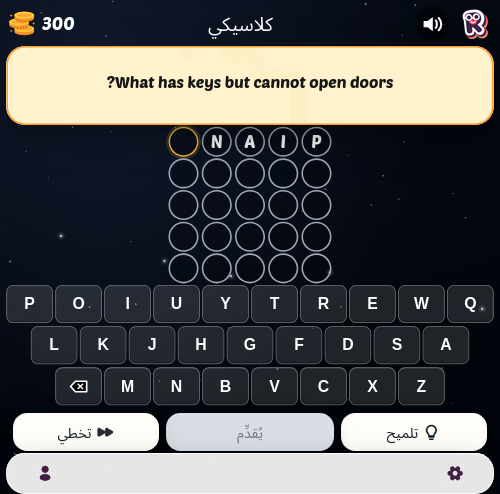 300
كلاسيكي
?What has keys but cannot open doors
N A I P
P O I U Y T R E W Q
L K J H G F D S A
M N B V C X Z
تخطي
يُقدِّم
تلميح